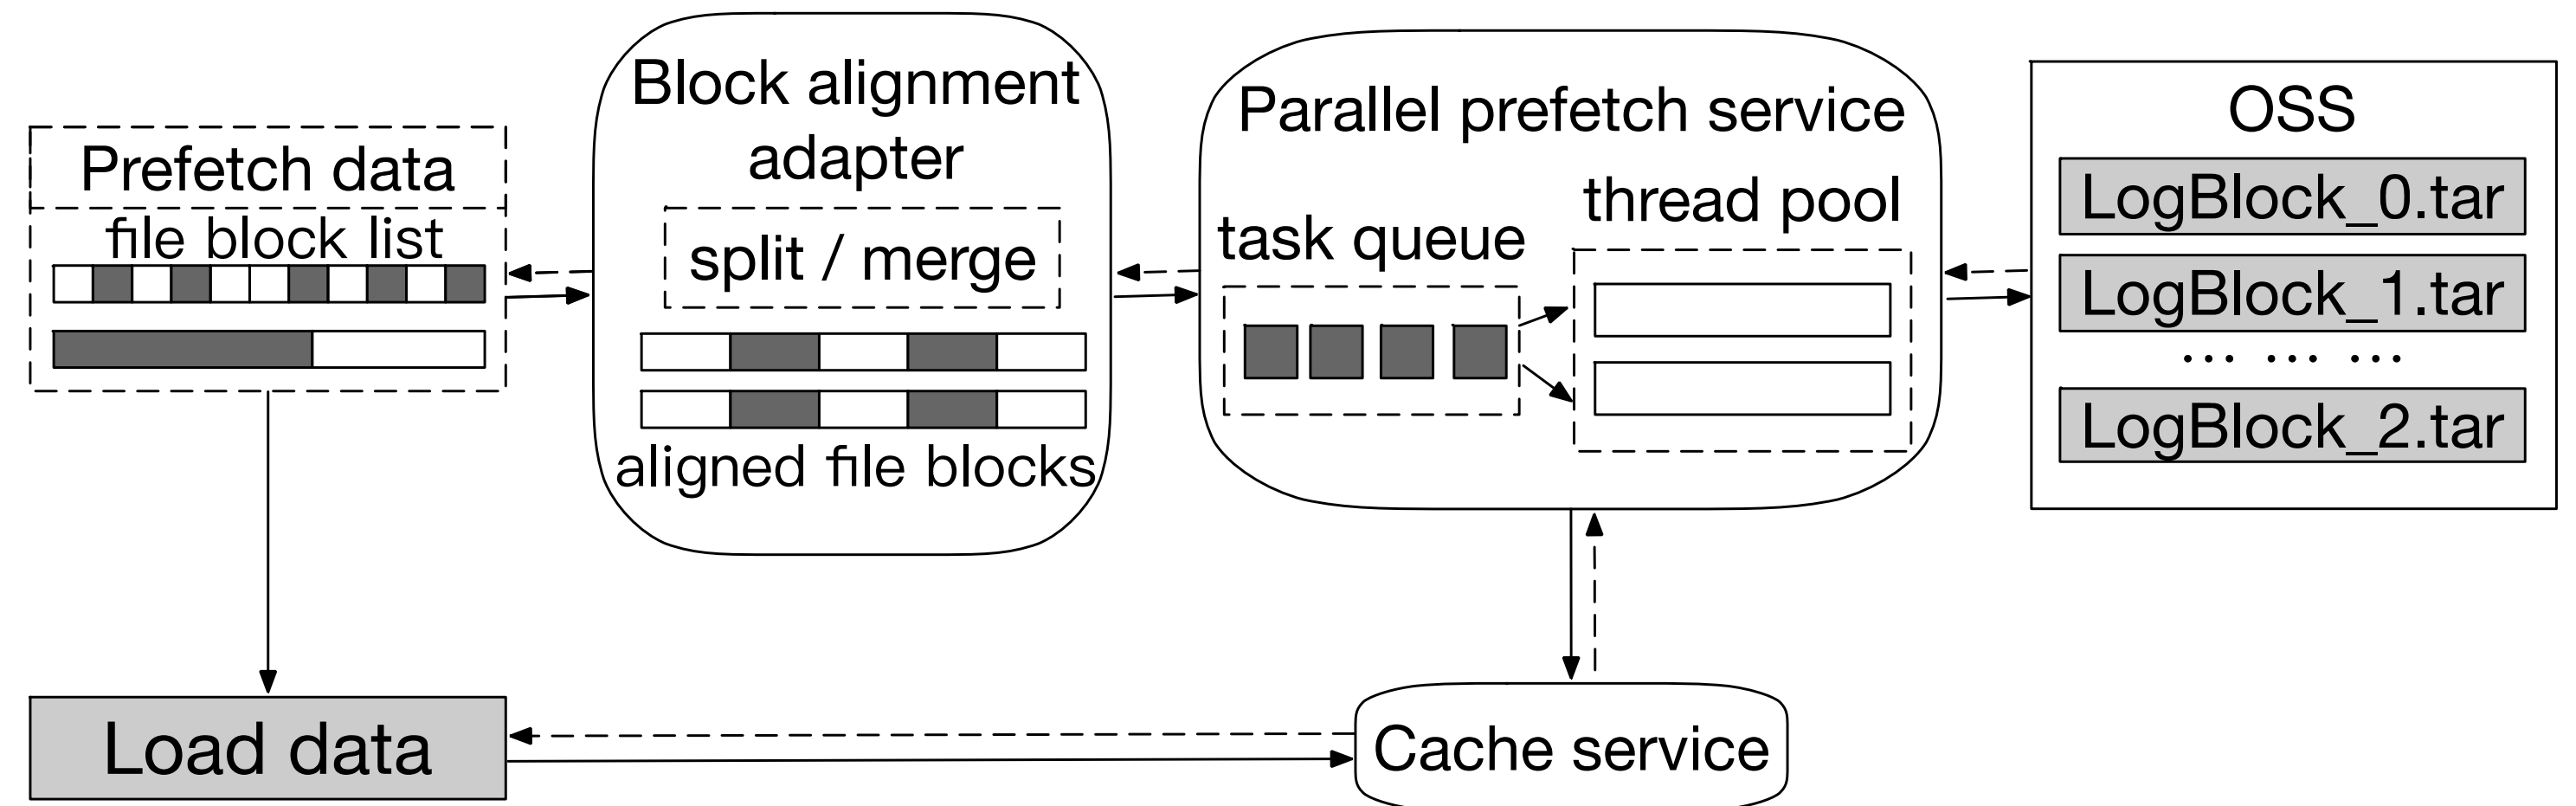 Prefetch data
file block list
Block alignment
adapter
split / merge
aligned file blocks
Parallel prefetch service
task queue
thread pool
OSS
LogBlock_0.tar
LogBlock_1.tar
... ... ...
LogBlock_2.tar
Load data
Cache service